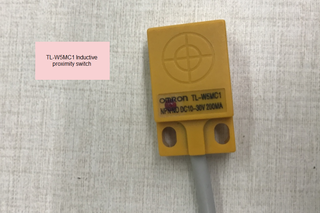 TL-W5MC1 Inductive
proximity switch
omron TL-W5MC1
DC10-30V 200MA